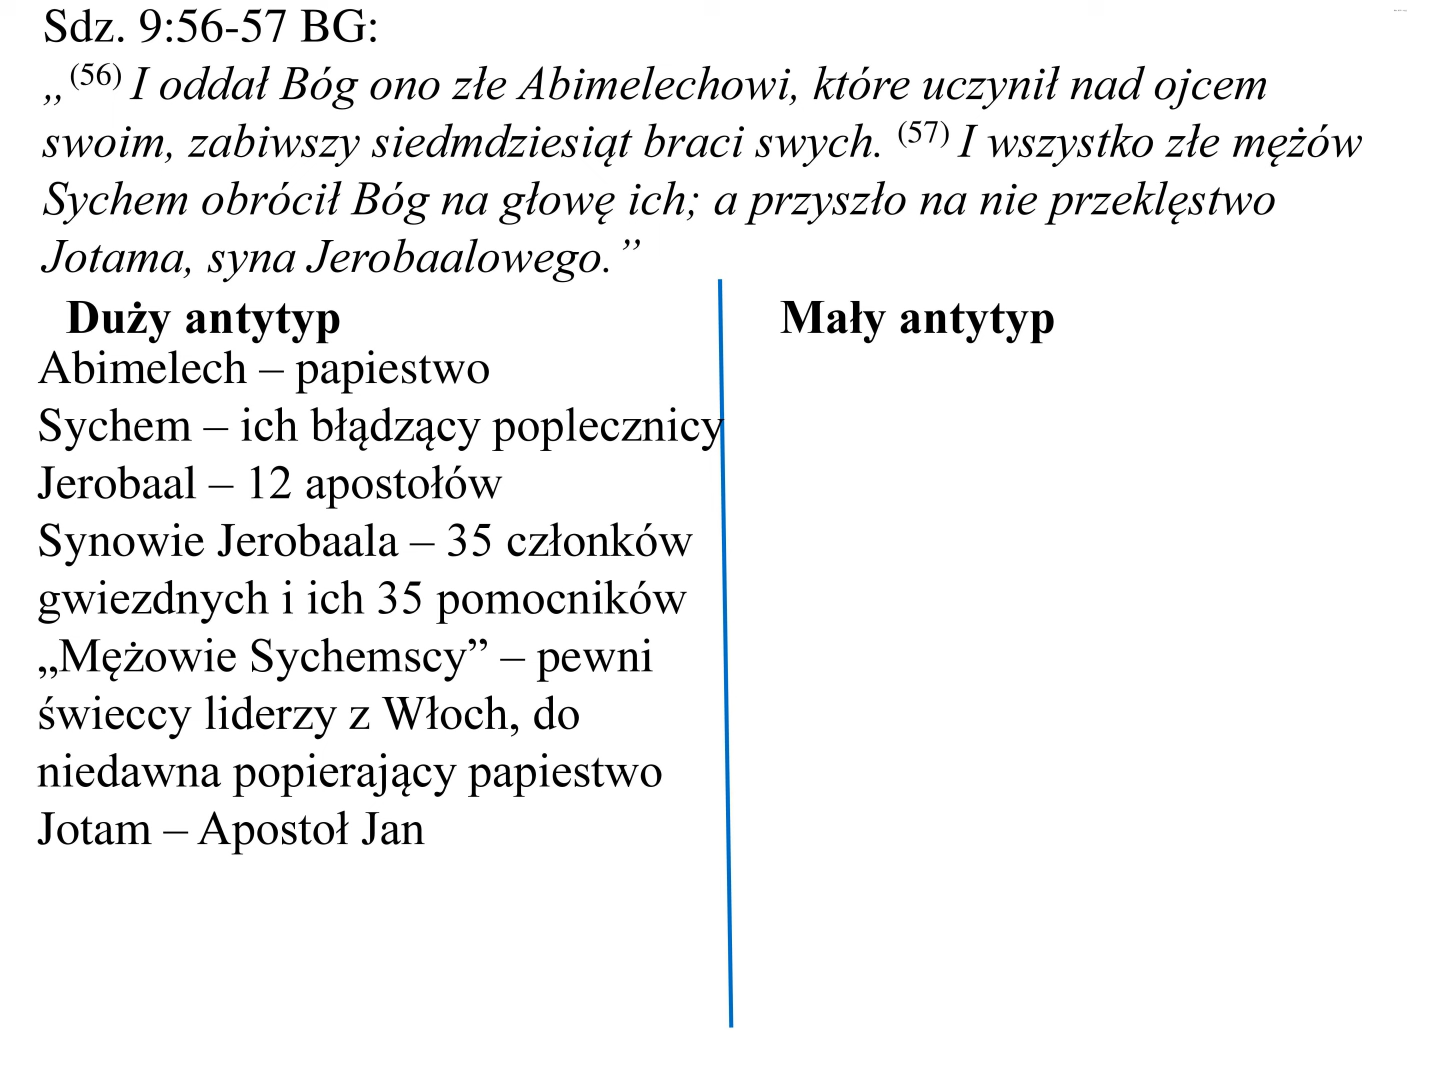 Sdz. 9:56-57 BG:
„(56) I oddał Bóg ono złe Abimelechowi, które uczynił nad ojcem
swoim, zabiwszy siedmdziesiąt braci swych. (57) I wszystko złe mężów
Sychem obrócił Bóg na głowę ich; a przyszło na nie przeklęstwo
Jotama, syna Jerobaalowego.”
Duży antytyp
Abimelech – papiestwo
Sychem – ich błądzący poplecznicy
Jerobaal – 12 apostołów
Synowie Jerobaala – 35 członków
gwiezdnych i ich 35 pomocników
„Mężowie Sychemscy” – pewni
świeccy liderzy z Włoch, do
niedawna popierający papiestwo
Jotam – Apostoł Jan
Mały antytyp